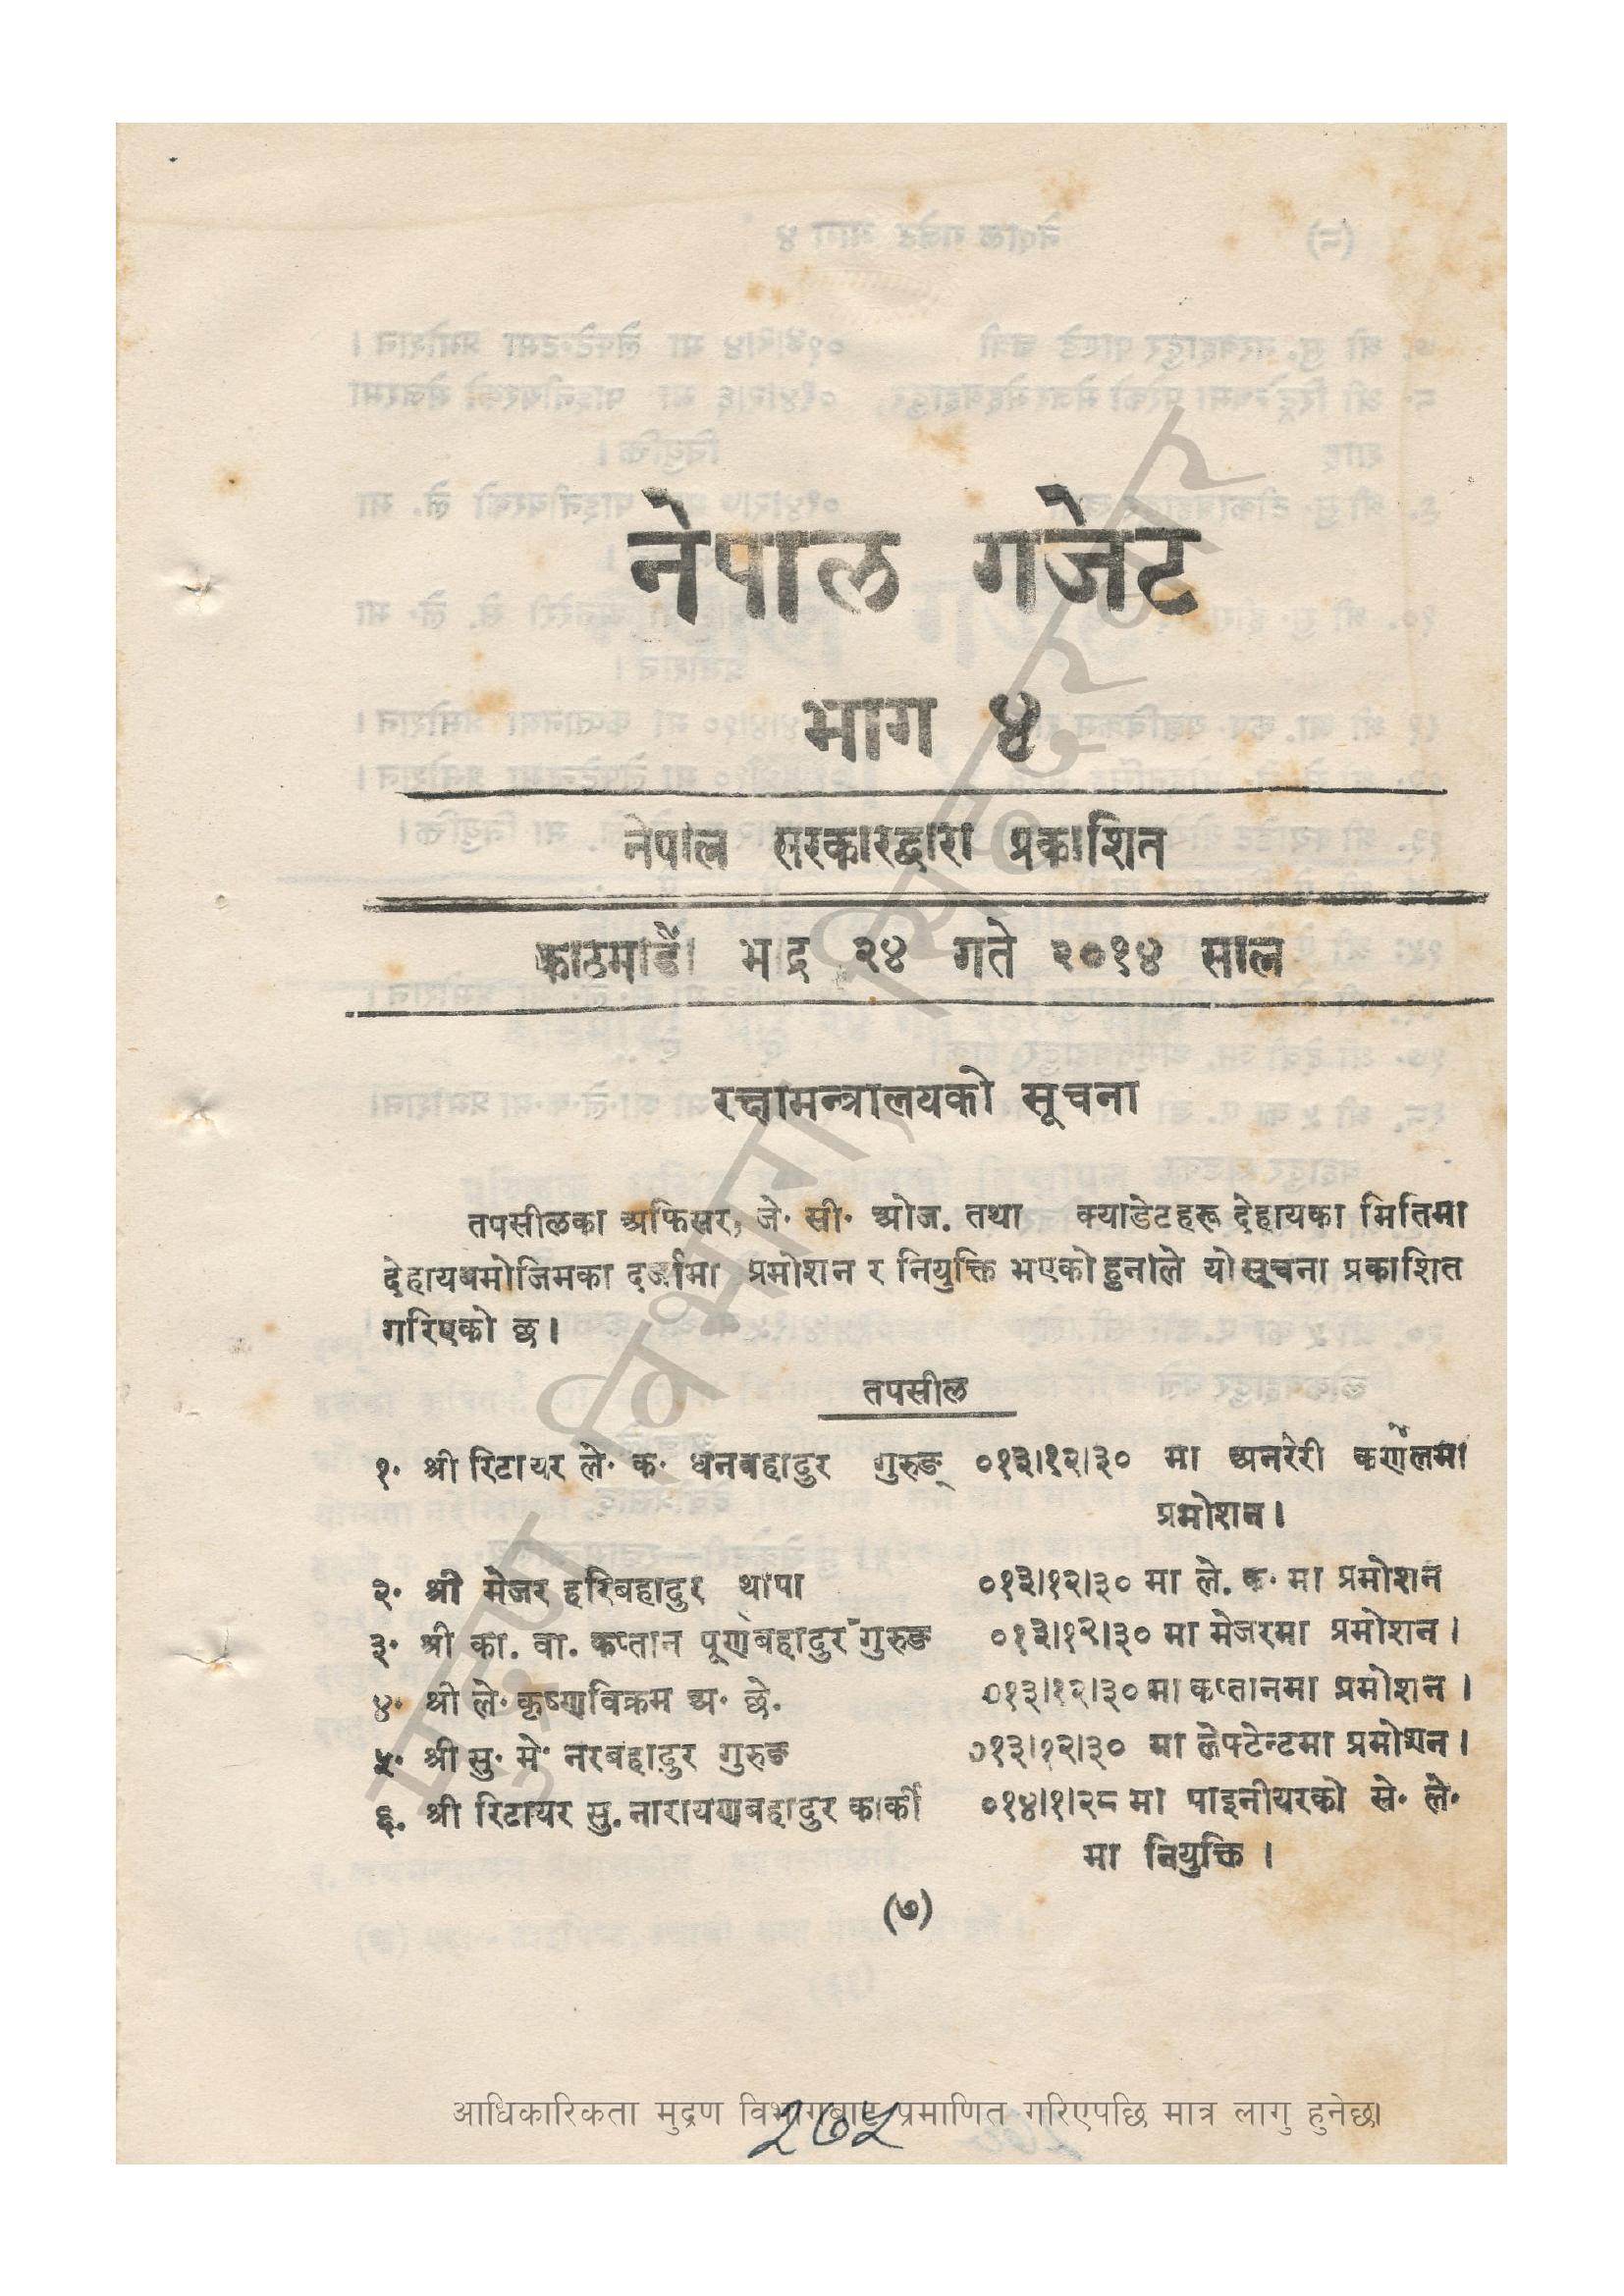 नेपाल गजेट
भाग ४
नेपाल सरकारद्वारा प्रकाशित
काठमाडौं भाद्र २४ गते २०१४ साल
रक्षामन्त्रालयको सूचना
तपसीलका अफिसर, जे· सी· ओज. तथा क्याडेटहरू देहायका मितिमा
देहायबमोजिमका दर्जामा प्रमोशन र नियुक्ति भएको हुनाले यो सूचना प्रकाशित
गरिएको छ।
तपसील
१· श्री रिटायर ले· क· धनबहादुर गुरुङ् ०१३।१२।३० मा अनरेरी कर्णेलमा
प्रमोशन।
२· श्री मेजर हरिबहादुर थापा ०१३।१२।३० मा ले. क· मा प्रमोशन
३· श्री का. वा. कप्तान पूर्णबहादुर गुरुङ ०१३।१२।३० मा मेजरमा प्रमोशन।
४· श्री ले· कृष्णविक्रम अ· छे. ०१३।१२।३० मा कप्तानमा प्रमोशन।
५· श्री सु· मे· नरबहादुर गुरुङ ०१३।१२।३० मा लेफ्टेन्टमा प्रमोशन।
६. श्री रिटायर सु. नारायणबहादुर कार्की ०१४।१।२८ मा पाइनीयरको से· ले·
मा नियुक्ति।
(७)
आधिकारिकता मुद्रण विभागबाट प्रमाणित गरिएपछि मात्र लागु हुनेछ।
२७५
मुद्रण विभाग, सिंहदरबार